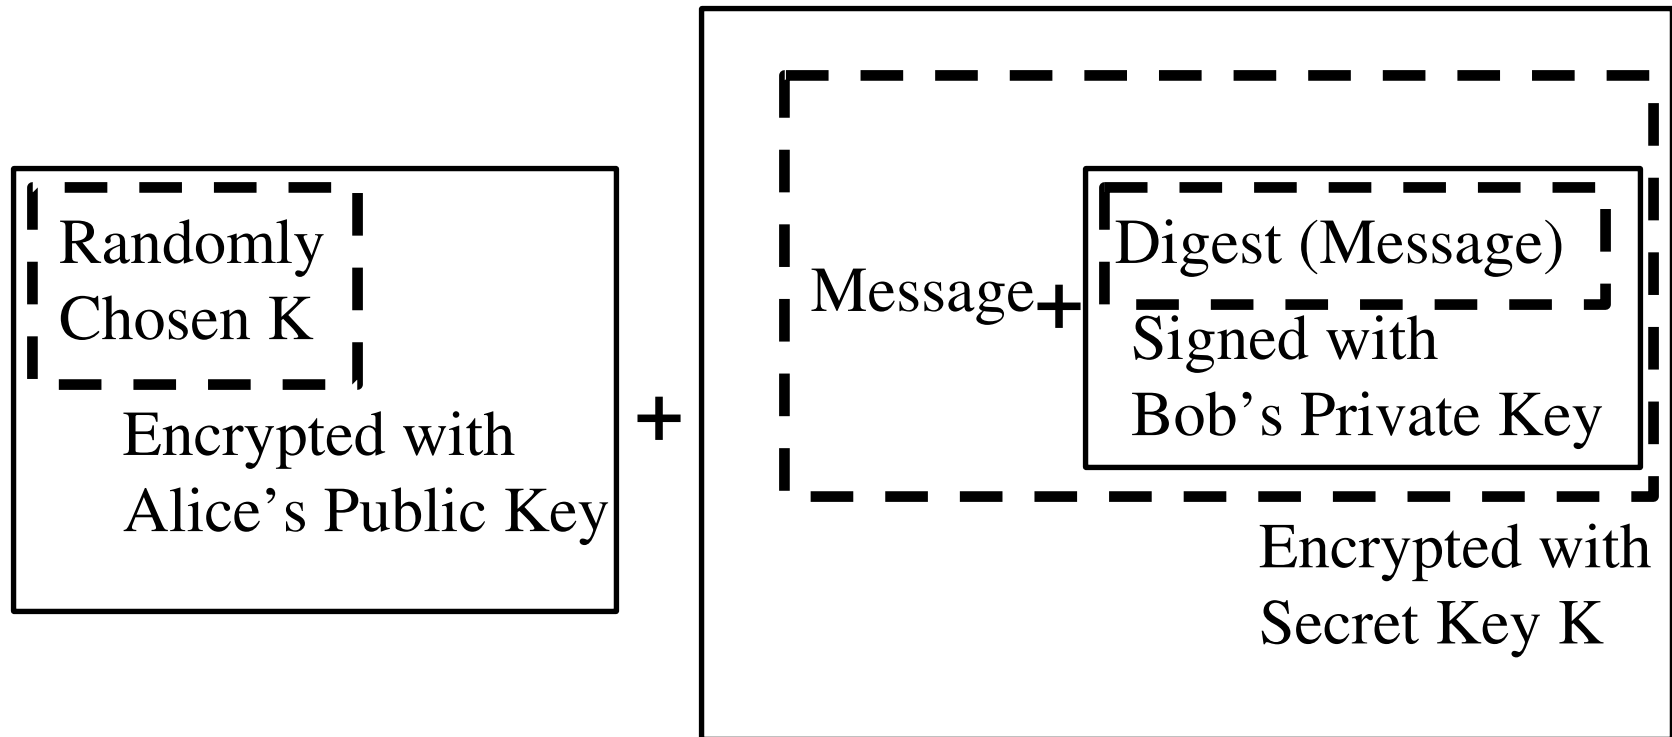 Randomly
Chosen K
Encrypted with
Alice’s Public Key
+
Message+
Digest (Message)
Signed with
Bob’s Private Key
Encrypted with
Secret Key K